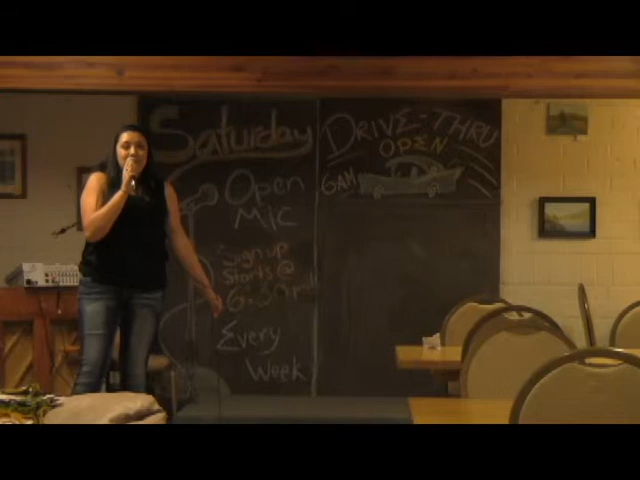 Saturday
Open
Mic
Sign up
Starts @
6:30pm
Every
Week
DRIVE-THRU
OPEN
6AM